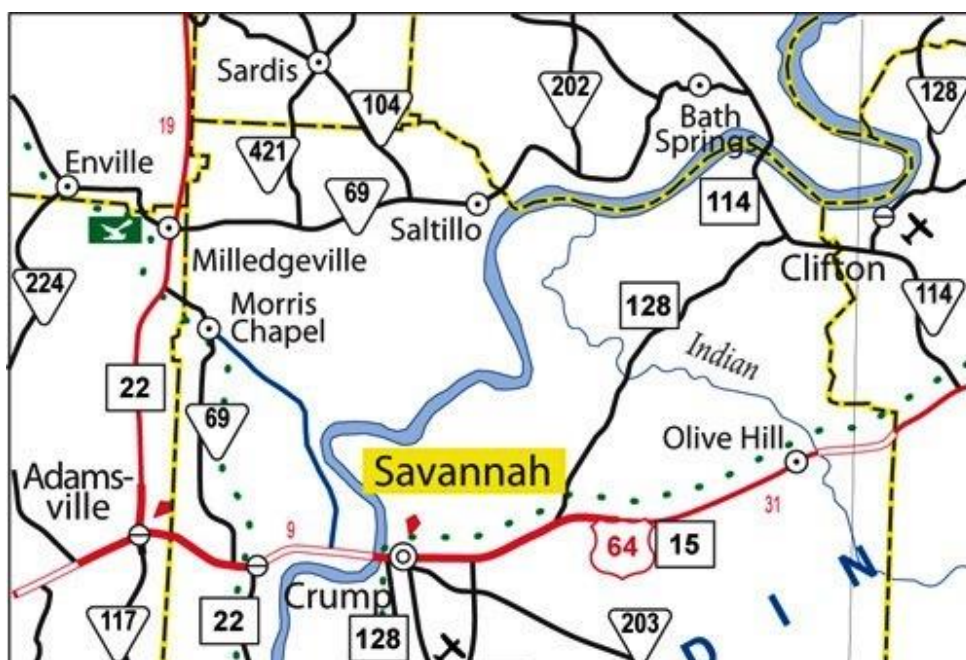 Sardis
104
202
128
19
421
Bath
Springs
Enville
69
114
Saltillo
Milledgeville
Clifton
224
Morris
Chapel
128
114
Indian
22
69
Olive Hill
Savannah
Adams-
ville
9
31
64
15
Crump
D I N
117
22
128
203